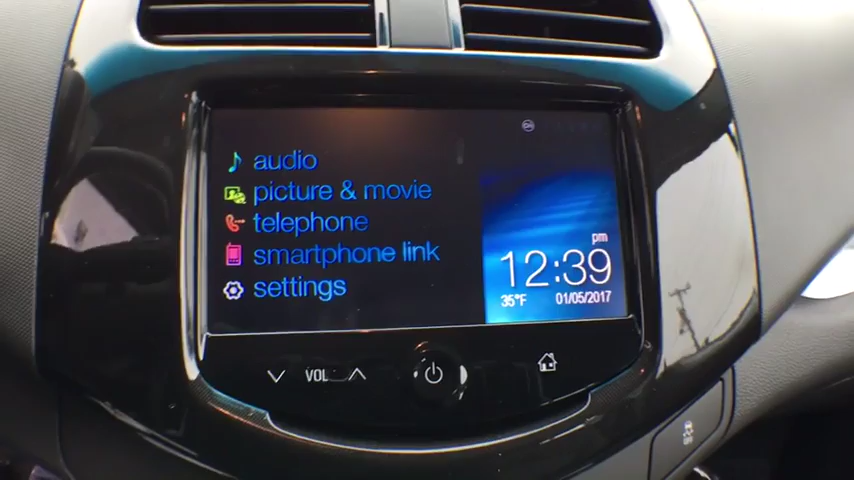 audio
picture & movie
telephone
smartphone link
settings
pm
12:39
35°F 01/05/2017
VOL